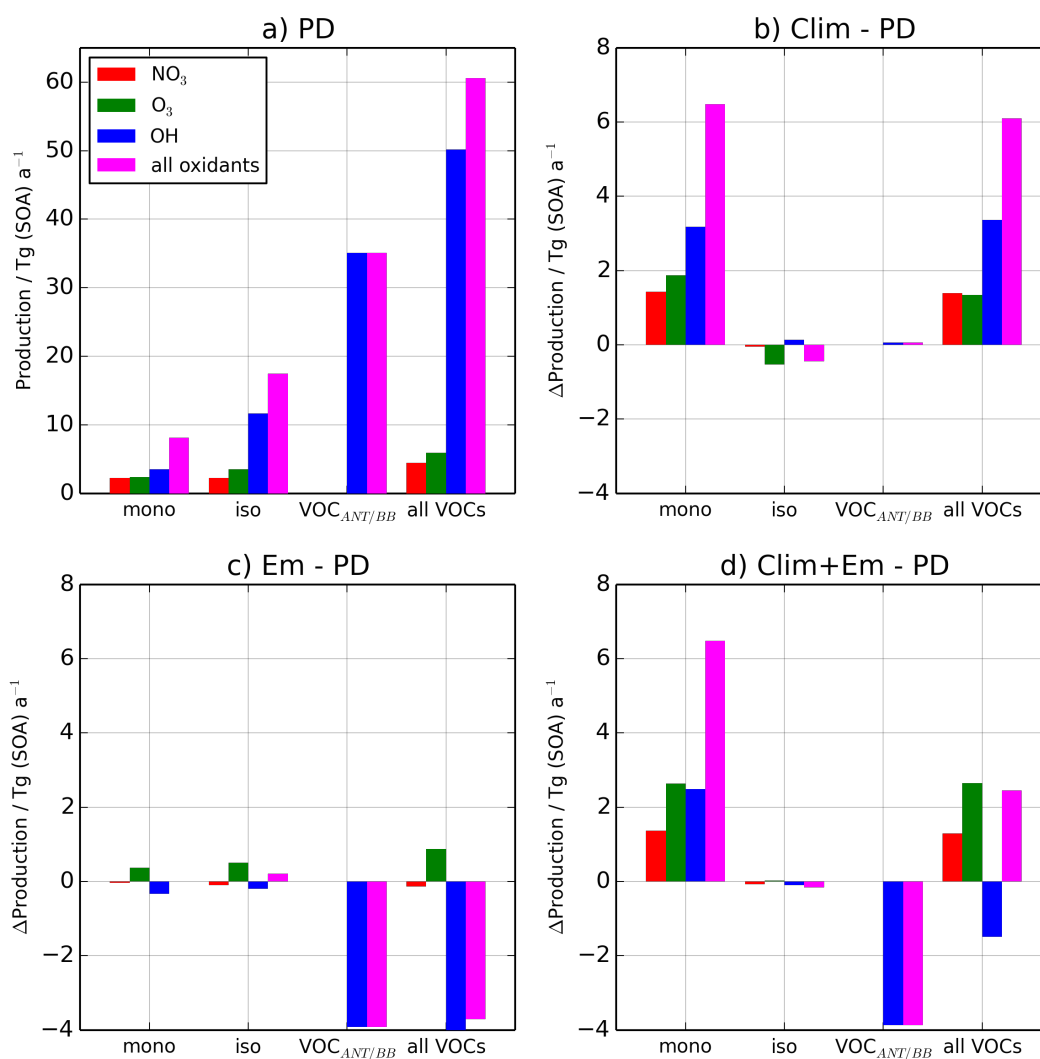 a) PD
Production / Tg (SOA) a⁻¹
60
50
40
30
20
10
0
NO₃
O₃
OH
all oxidants
mono iso VOC_ANT/BB all VOCs
b) Clim - PD
ΔProduction / Tg (SOA) a⁻¹
8
6
4
2
0
−2
−4
mono iso VOC_ANT/BB all VOCs
c) Em - PD
ΔProduction / Tg (SOA) a⁻¹
8
6
4
2
0
−2
−4
mono iso VOC_ANT/BB all VOCs
d) Clim+Em - PD
ΔProduction / Tg (SOA) a⁻¹
8
6
4
2
0
−2
−4
mono iso VOC_ANT/BB all VOCs